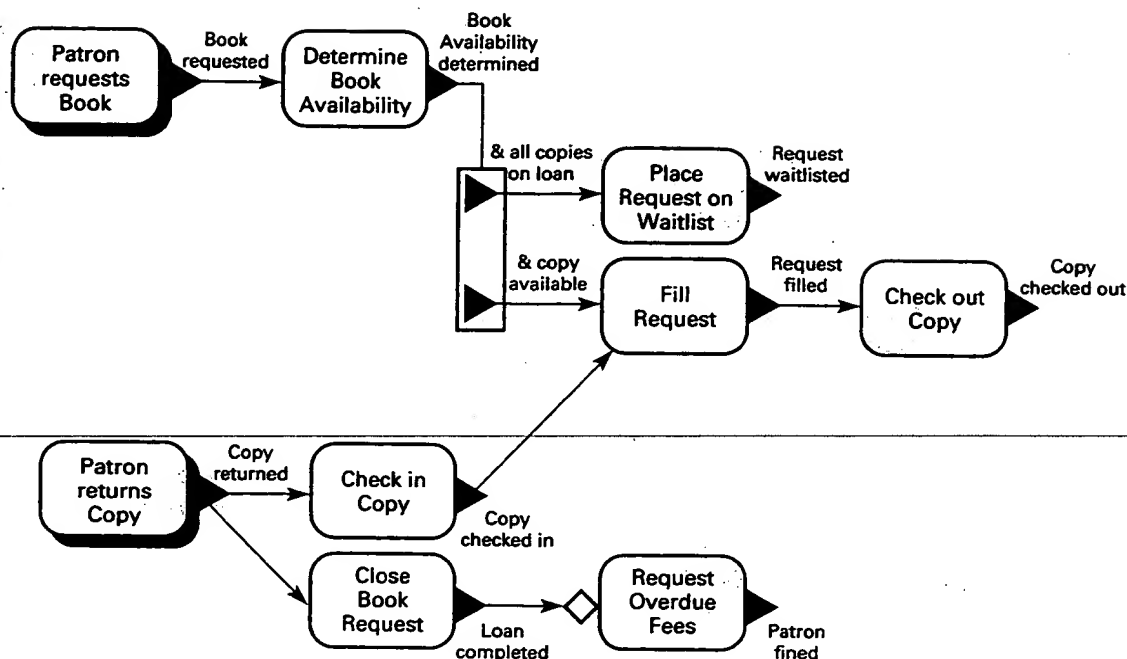 Patron
requests
Book
Book
requested
Determine
Book
Availability
Book
Availability
determined
& all copies
on loan
Place
Request on
Waitlist
Request
waitlisted
& copy
available
Fill
Request
Request
filled
Check out
Copy
Copy
checked out
Patron
returns
Copy
Copy
returned
Check in
Copy
Copy
checked in
Close
Book
Request
Loan
completed
Request
Overdue
Fees
Patron
fined